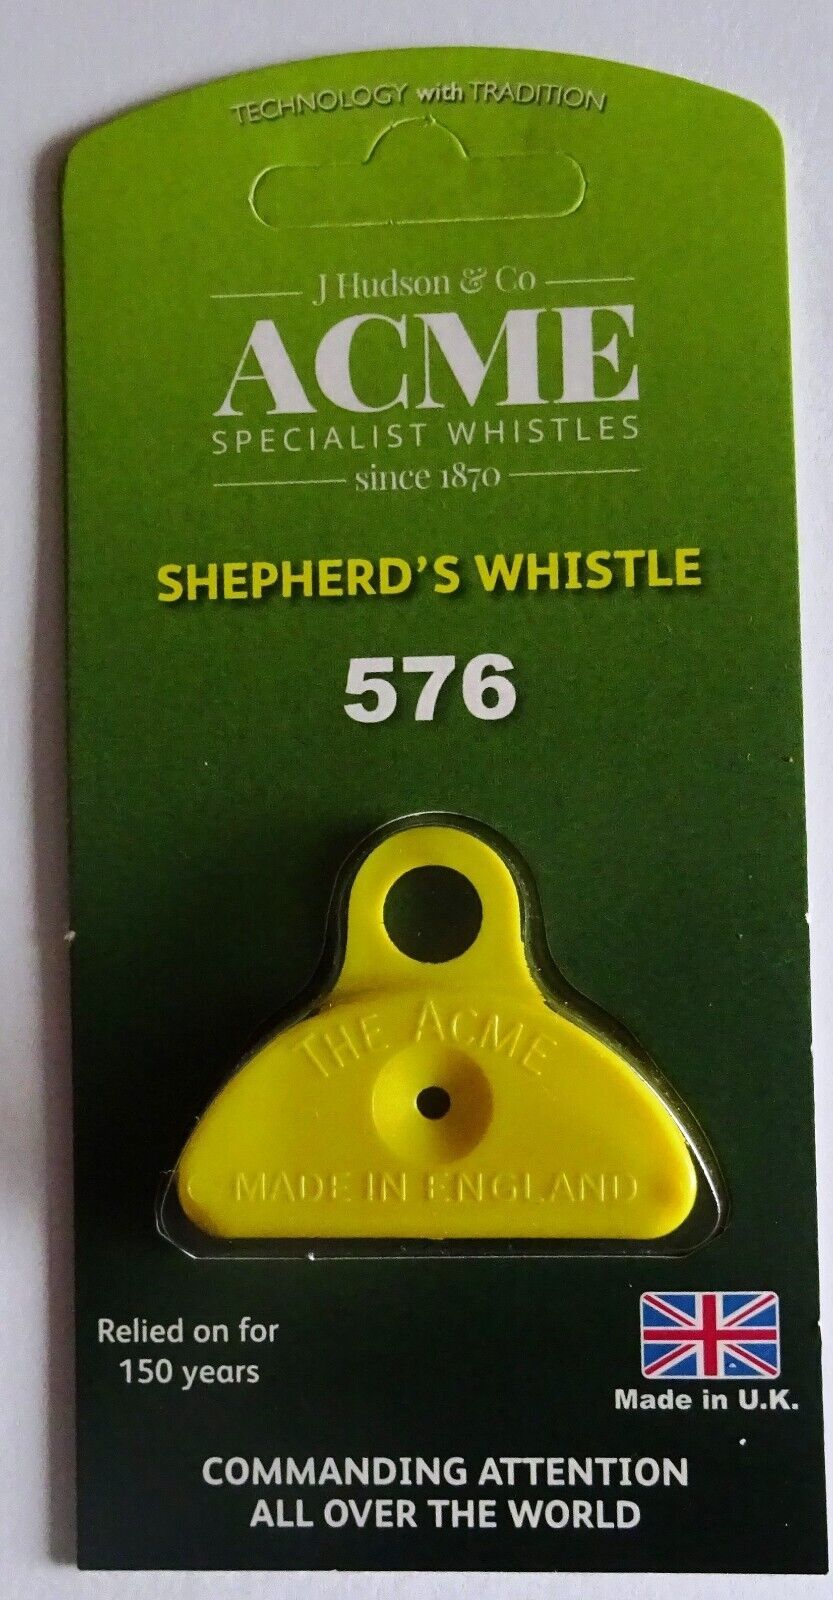 TECHNOLOGY with TRADITION
J Hudson & Co
ACME
SPECIALIST WHISTLES
since 1870
SHEPHERD'S WHISTLE
576
THE ACME
MADE IN ENGLAND
Relied on for
150 years
Made in U.K.
COMMANDING ATTENTION
ALL OVER THE WORLD